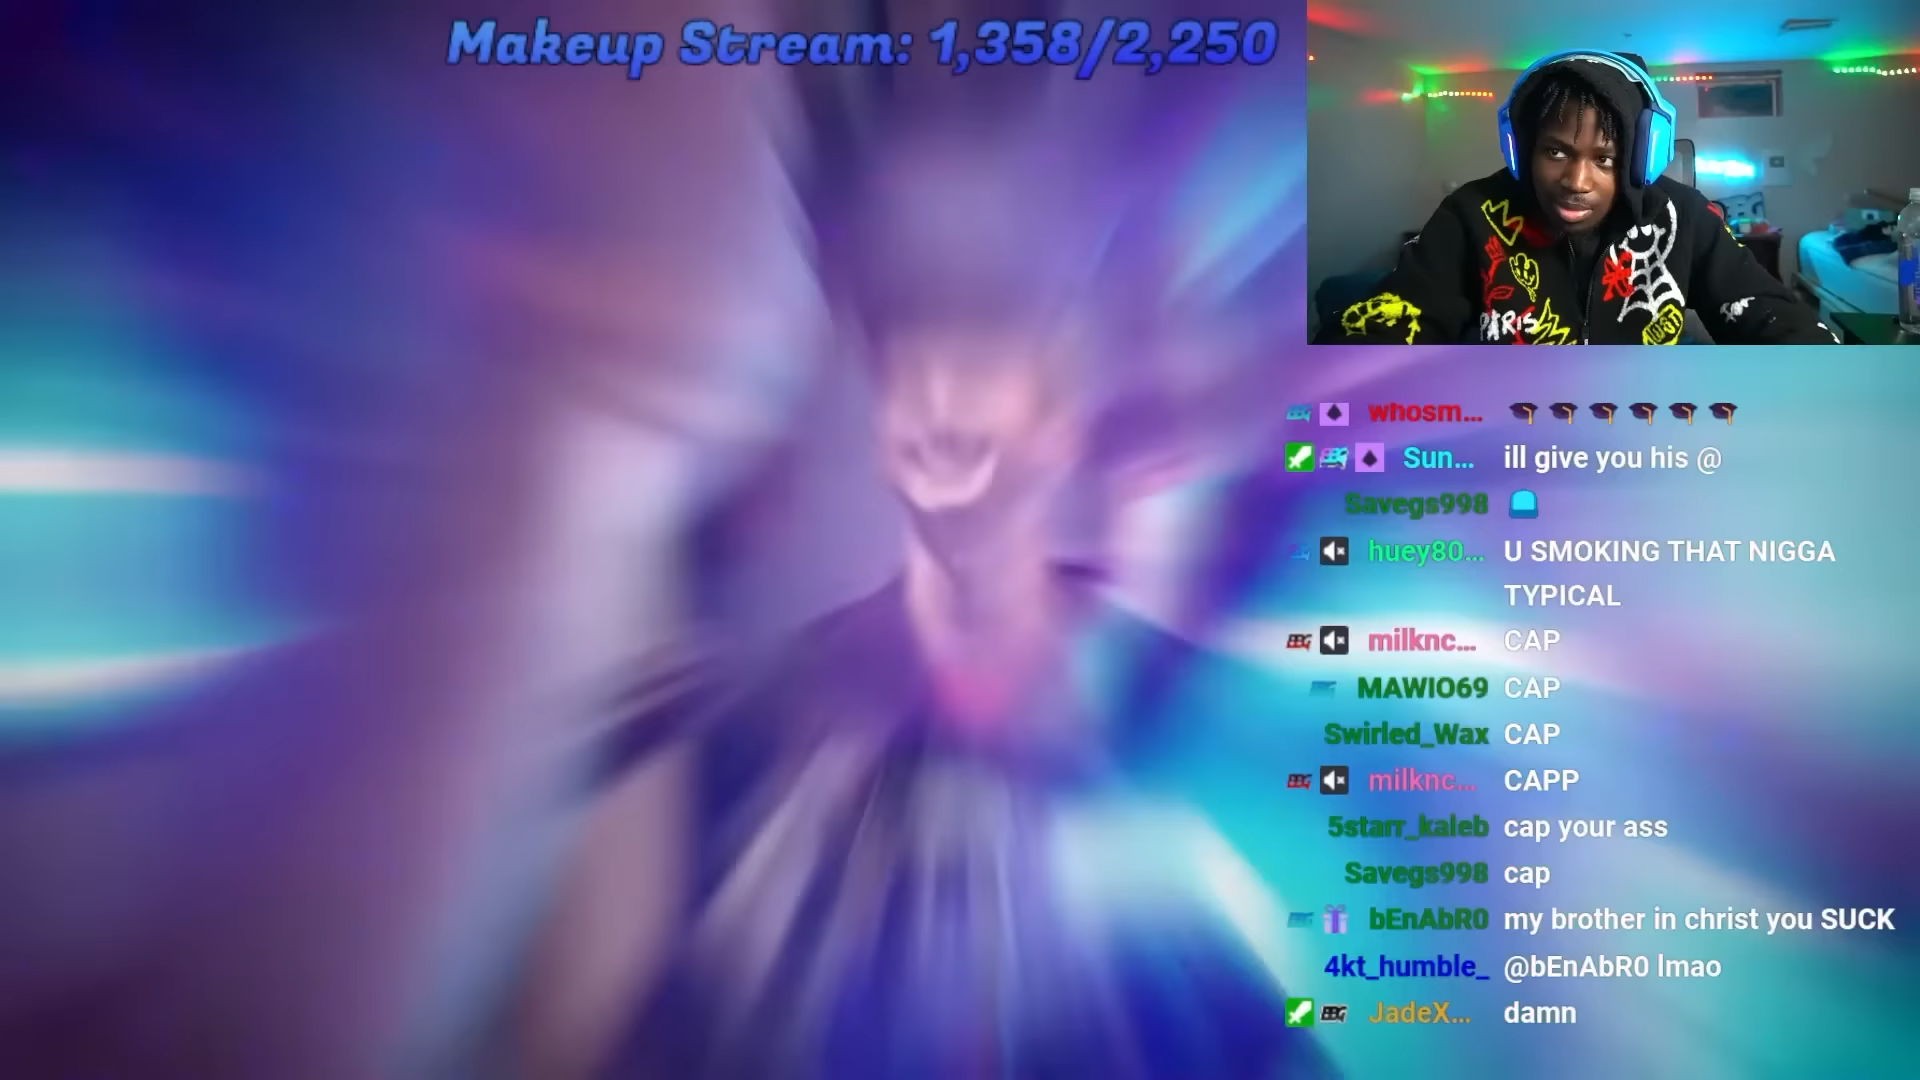 Makeup Stream: 1,358/2,250
PARIS
whosm...
Sun... ill give you his @
Savegs998
huey80... U SMOKING THAT NIGGA
TYPICAL
milknc... CAP
MAWIO69 CAP
Swirled_Wax CAP
milknc... CAPP
5starr_kaleb cap your ass
Savegs998 cap
bEnAbR0 my brother in christ you SUCK
4kt_humble_ @bEnAbR0 lmao
JadeX... damn